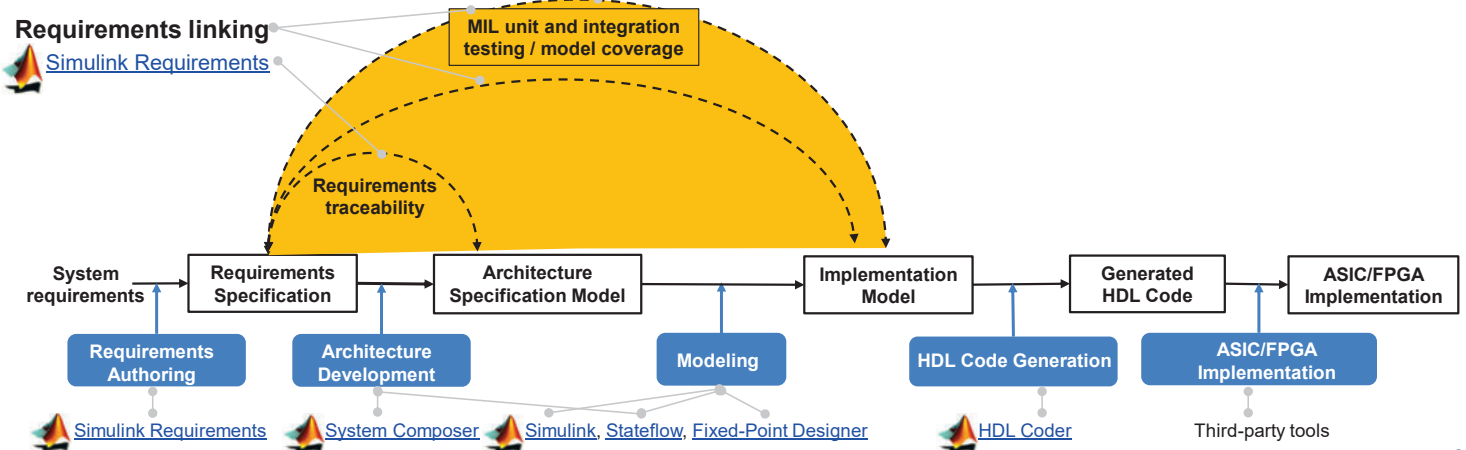 Requirements linking
Simulink Requirements
MIL unit and integration
testing / model coverage
Requirements
traceability
System
requirements
Requirements
Specification
Architecture
Specification Model
Implementation
Model
Generated
HDL Code
ASIC/FPGA
Implementation
Requirements
Authoring
Architecture
Development
Modeling
HDL Code Generation
ASIC/FPGA
Implementation
Simulink Requirements
System Composer
Simulink, Stateflow, Fixed-Point Designer
HDL Coder
Third-party tools